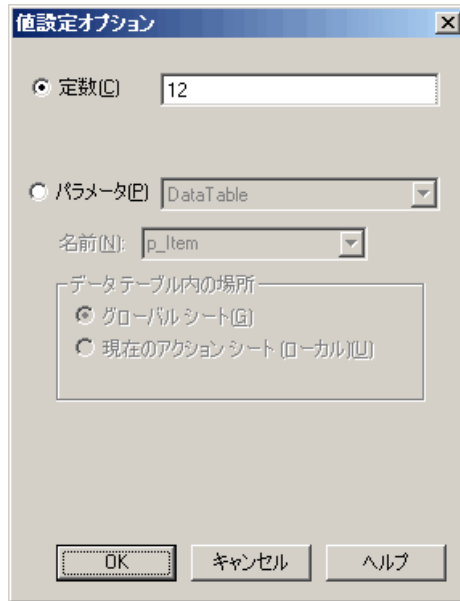 値設定オプション
定数(C) 12
パラメータ(P) DataTable
名前(N): p_Item
データ テーブル内の場所
グローバル シート(G)
現在のアクション シート (ローカル)(U)
OK キャンセル ヘルプ